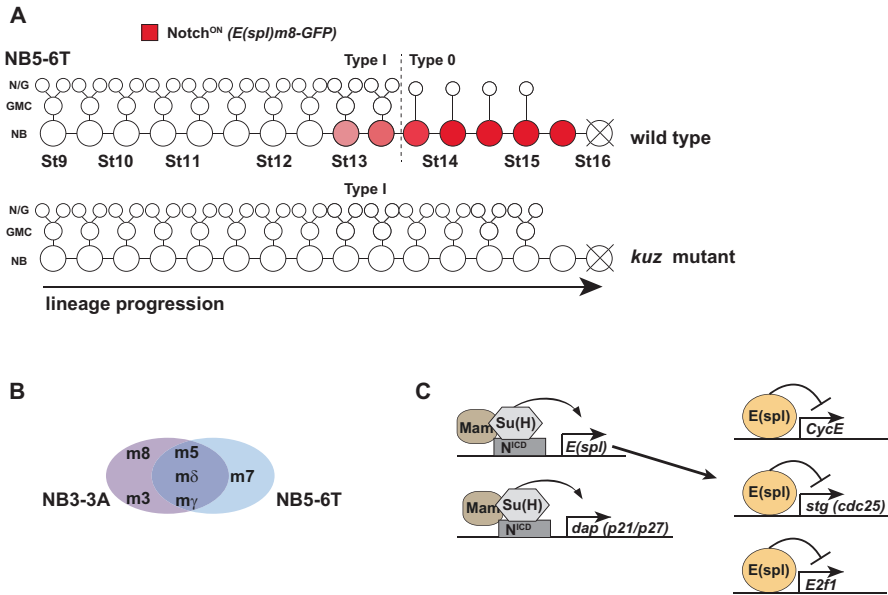 A
Notch^ON (E(spl)m8-GFP)
NB5-6T
Type I
Type 0
N/G
GMC
NB
St9 St10 St11 St12 St13 St14 St15 St16
wild type
Type I
N/G
GMC
NB
kuz mutant
lineage progression
B
m8 m5
mδ m7
m3 mγ
NB3-3A
NB5-6T
C
Mam Su(H)
N^ICD
E(spl)
Mam Su(H)
N^ICD
dap (p21/p27)
E(spl)
CycE
E(spl)
stg (cdc25)
E(spl)
E2f1